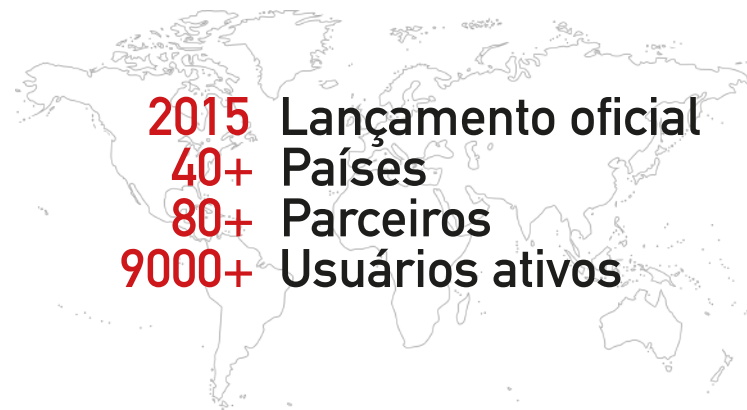 2015 Lançamento oficial
40+ Países
80+ Parceiros
9000+ Usuários ativos